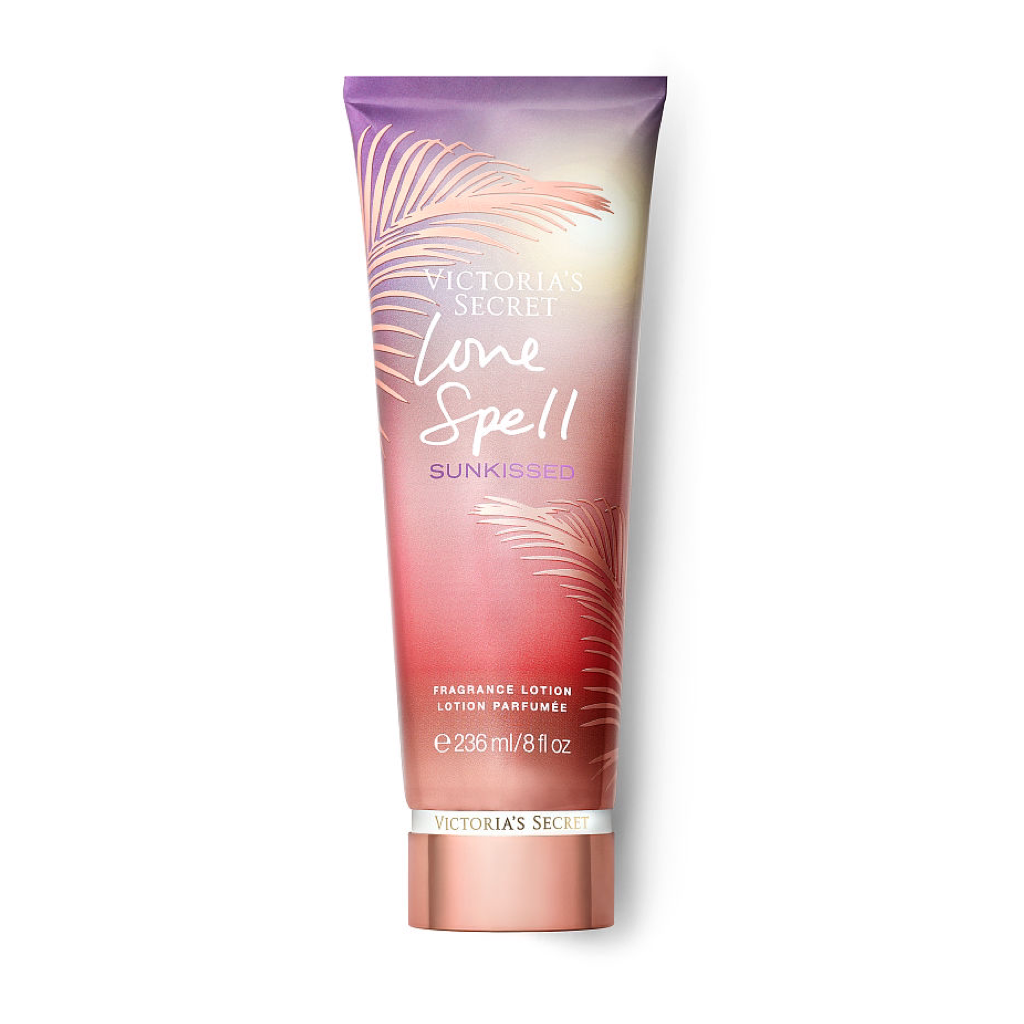 VICTORIA'S
SECRET
Love
Spell
SUNKISSED
FRAGRANCE LOTION
LOTION PARFUMÉE
℮ 236 ml/8 fl oz
VICTORIA'S SECRET